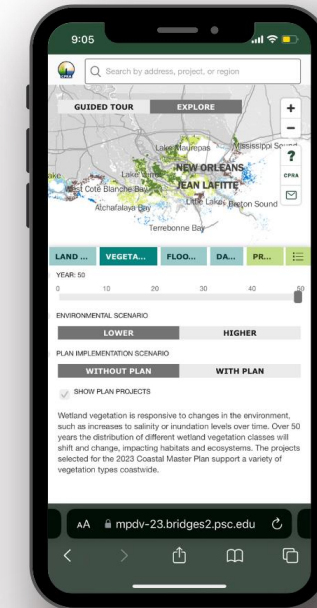 9:05
CPRA
Search by address, project, or region
GUIDED TOUR
EXPLORE
+
−
?
CPRA
Lake Maurepas
Mississippi
NEW ORLEANS
JEAN LAFITTE
Lake
West Coté Blanche Bay
Little Lake
Breton Sound
Atchafalaya Bay
Terrebonne Bay
LAND ...
VEGETA...
FLOO...
DA...
PR...
YEAR: 50
0 10 20 30 40 50
ENVIRONMENTAL SCENARIO
LOWER
HIGHER
PLAN IMPLEMENTATION SCENARIO
WITHOUT PLAN
WITH PLAN
SHOW PLAN PROJECTS
Wetland vegetation is responsive to changes in the environment,
such as increases to salinity or inundation levels over time. Over 50
years the distribution of different wetland vegetation classes will
shift and change, impacting habitats and ecosystems. The projects
selected for the 2023 Coastal Master Plan support a variety of
vegetation types coastwide.
AA mpdv-23.bridges2.psc.edu